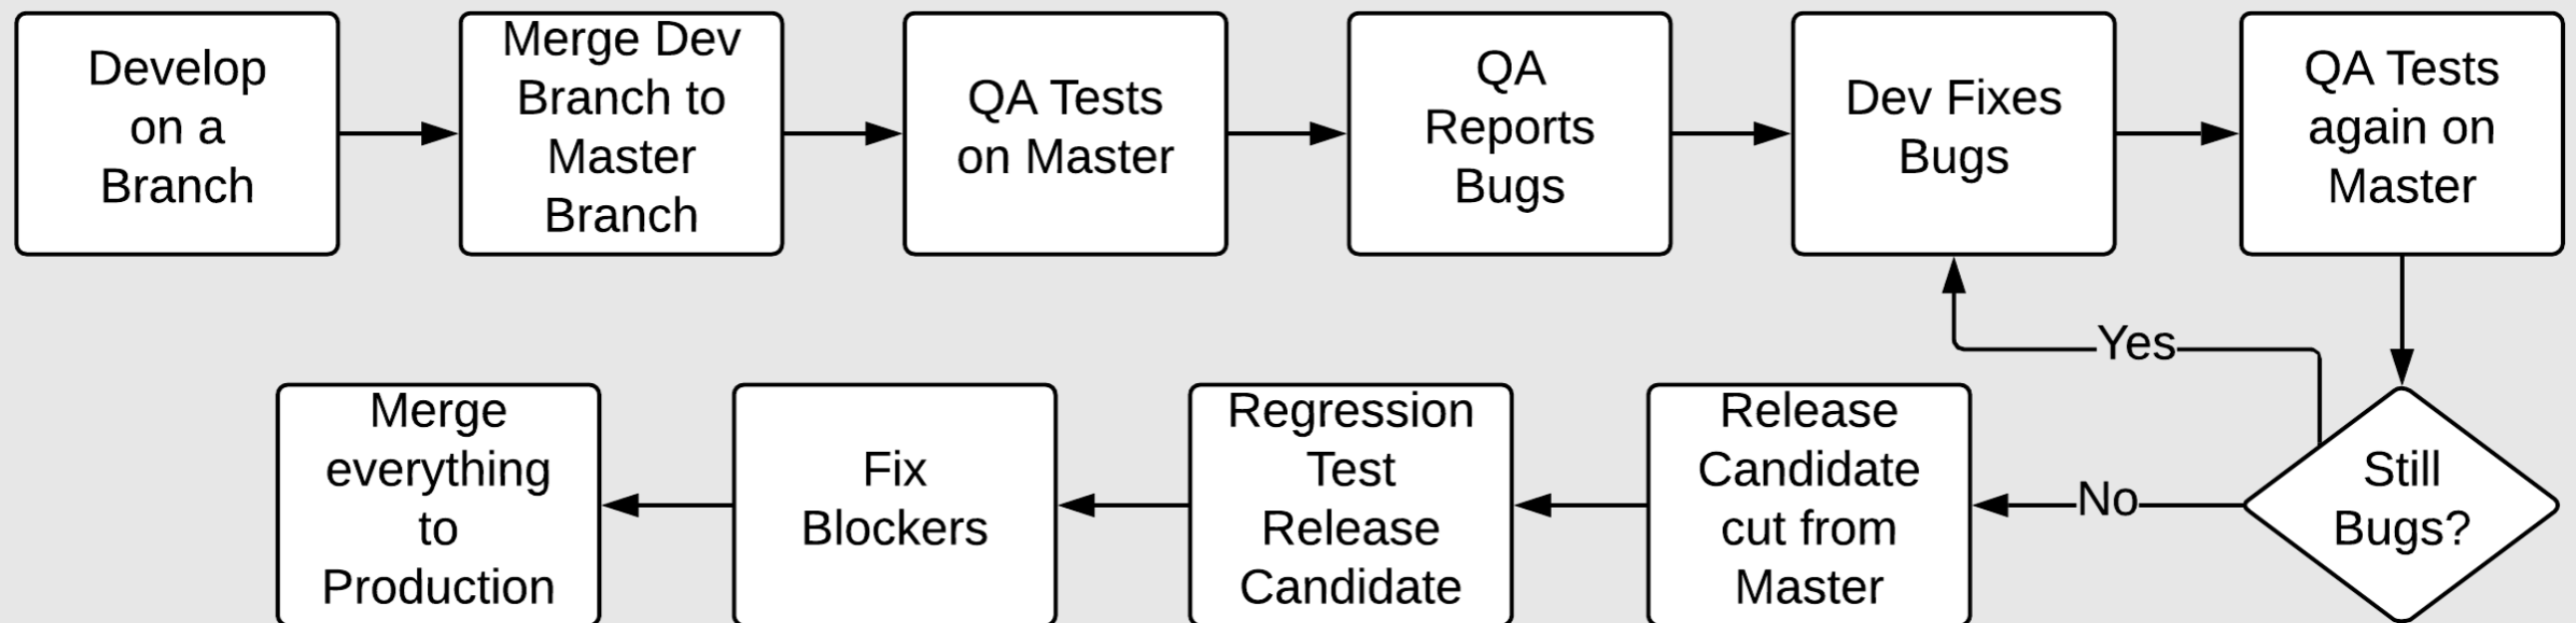 Develop
on a
Branch
Merge Dev
Branch to
Master
Branch
QA Tests
on Master
QA
Reports
Bugs
Dev Fixes
Bugs
QA Tests
again on
Master
Yes
Still
Bugs?
No
Release
Candidate
cut from
Master
Regression
Test
Release
Candidate
Fix
Blockers
Merge
everything
to
Production